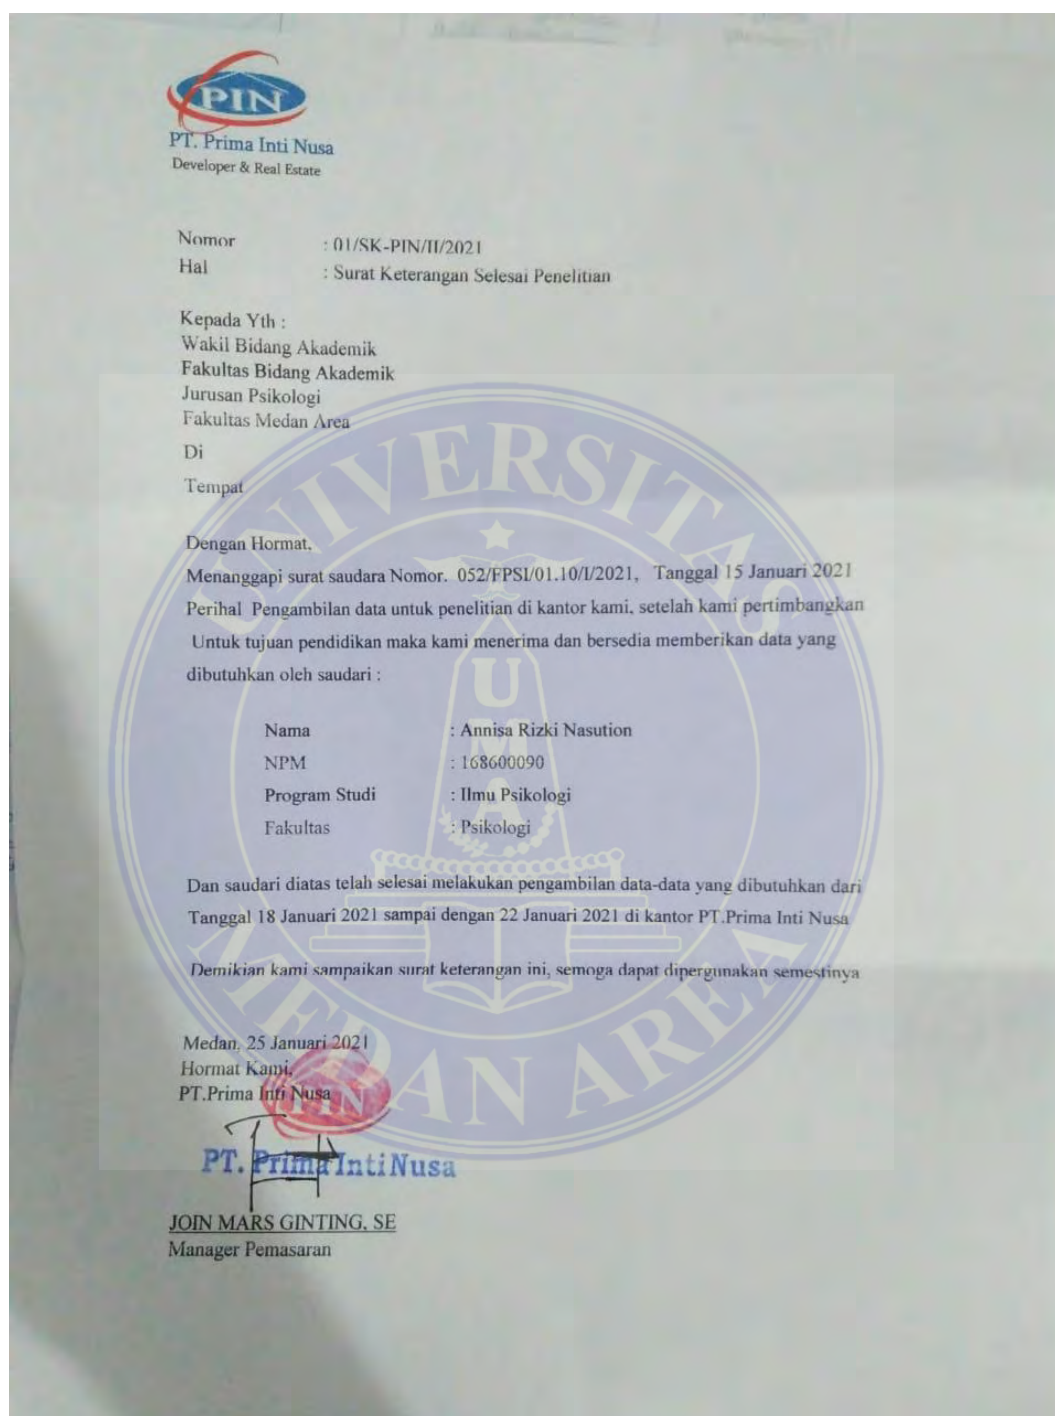 PIN
PT. Prima Inti Nusa
Developer & Real Estate
Nomor : 01/SK-PIN/II/2021
Hal : Surat Keterangan Selesai Penelitian
Kepada Yth :
Wakil Bidang Akademik
Fakultas Bidang Akademik
Jurusan Psikologi
Fakultas Medan Area
Di
Tempat
Dengan Hormat,
Menanggapi surat saudara Nomor. 052/FPSI/01.10/I/2021, Tanggal 15 Januari 2021
Perihal Pengambilan data untuk penelitian di kantor kami, setelah kami pertimbangkan
Untuk tujuan pendidikan maka kami menerima dan bersedia memberikan data yang
dibutuhkan oleh saudari :
Nama : Annisa Rizki Nasution
NPM : 168600090
Program Studi : Ilmu Psikologi
Fakultas : Psikologi
Dan saudari diatas telah selesai melakukan pengambilan data-data yang dibutuhkan dari
Tanggal 18 Januari 2021 sampai dengan 22 Januari 2021 di kantor PT.Prima Inti Nusa
Demikian kami sampaikan surat keterangan ini, semoga dapat dipergunakan semestinya
Medan, 25 Januari 2021
Hormat Kami,
PT.Prima Inti Nusa
PIN
PT. Prima Inti Nusa
JOIN MARS GINTING, SE
Manager Pemasaran
UNIVERSITAS
UMA
MEDAN AREA